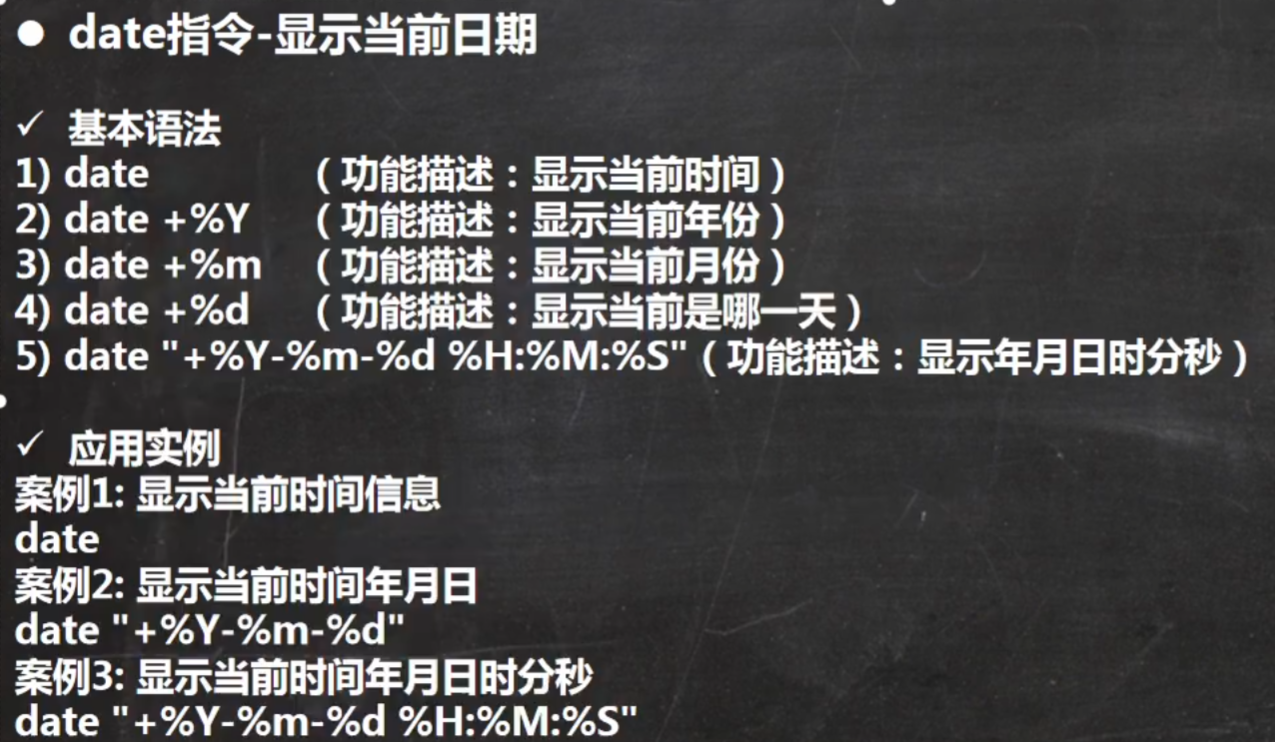 ● date指令-显示当前日期
✓ 基本语法
1) date （功能描述：显示当前时间）
2) date +%Y （功能描述：显示当前年份）
3) date +%m （功能描述：显示当前月份）
4) date +%d （功能描述：显示当前是哪一天）
5) date "+%Y-%m-%d %H:%M:%S"（功能描述：显示年月日时分秒）
✓ 应用实例
案例1: 显示当前时间信息
date
案例2: 显示当前时间年月日
date "+%Y-%m-%d"
案例3: 显示当前时间年月日时分秒
date "+%Y-%m-%d %H:%M:%S"